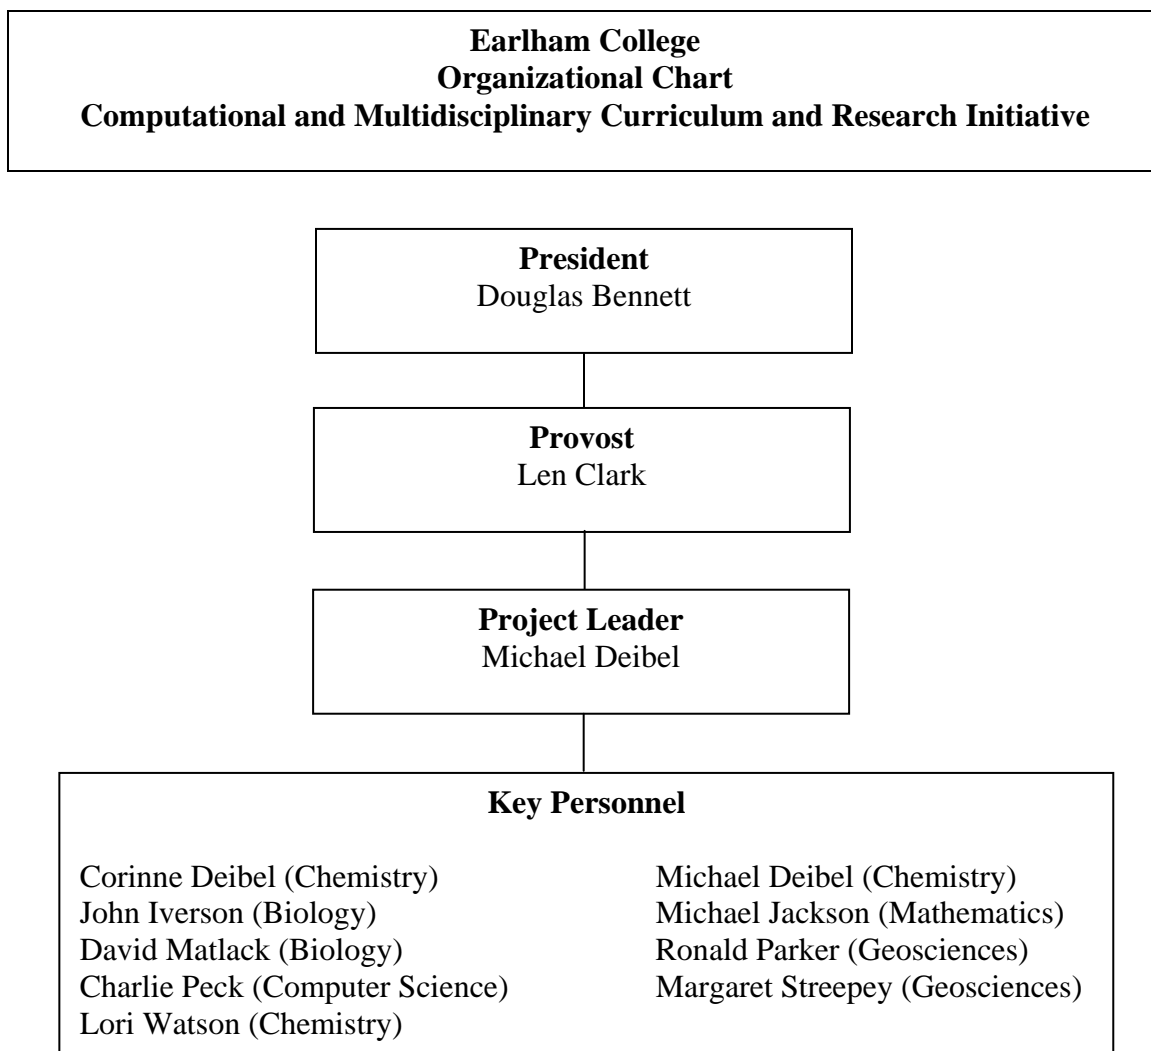 Earlham College
Organizational Chart
Computational and Multidisciplinary Curriculum and Research Initiative
President
Douglas Bennett
Provost
Len Clark
Project Leader
Michael Deibel
Key Personnel
Corinne Deibel (Chemistry)
John Iverson (Biology)
David Matlack (Biology)
Charlie Peck (Computer Science)
Lori Watson (Chemistry)
Michael Deibel (Chemistry)
Michael Jackson (Mathematics)
Ronald Parker (Geosciences)
Margaret Streepey (Geosciences)